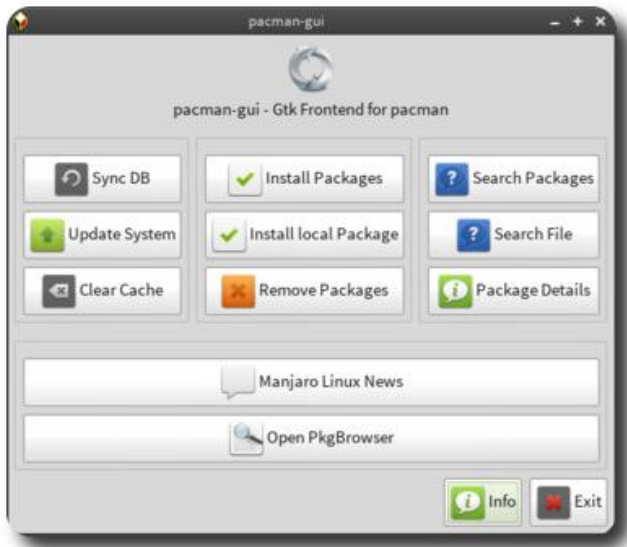 pacman-gui
pacman-gui - Gtk Frontend for pacman
Sync DB
Install Packages
Search Packages
Update System
Install local Package
Search File
Clear Cache
Remove Packages
Package Details
Manjaro Linux News
Open PkgBrowser
Info
Exit